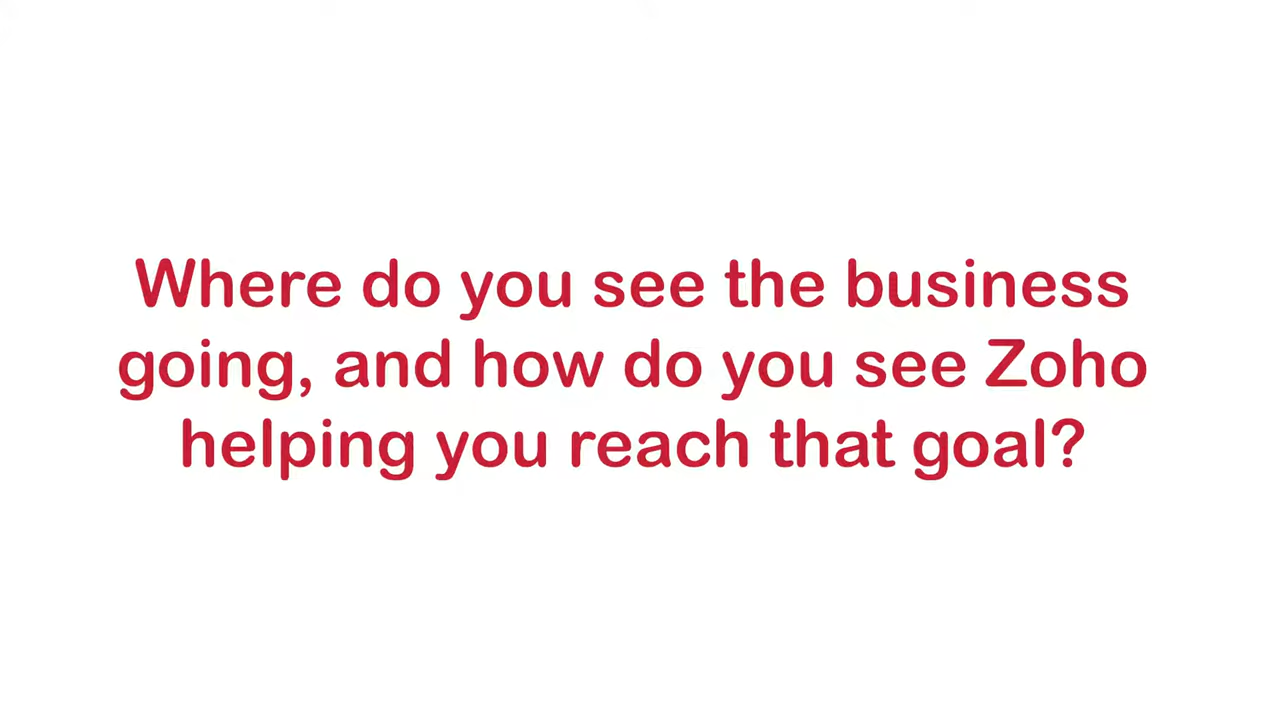 Where do you see the business
going, and how do you see Zoho
helping you reach that goal?